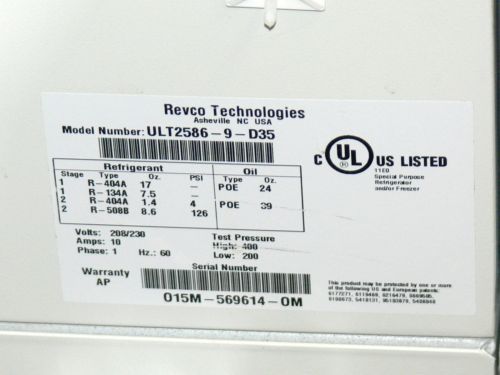 Revco Technologies
Asheville NC USA
Model Number: ULT2586-9-D35
Refrigerant Oil
Stage Type Oz. PSI Type Oz.
1 R-404A 17 — POE 24
1 R-134A 7.5 —
2 R-404A 1.4 4 POE 39
2 R-508B 8.6 126
Volts: 208/230
Amps: 10
Phase: 1 Hz.: 60
Test Pressure
High: 400
Low: 200
Warranty
AP
Serial Number
015M-569614-0M
C UL US LISTED
11E0
Special Purpose
Refrigerator
and/or Freezer
This product may be protected by one or more
of the following US and European patents: